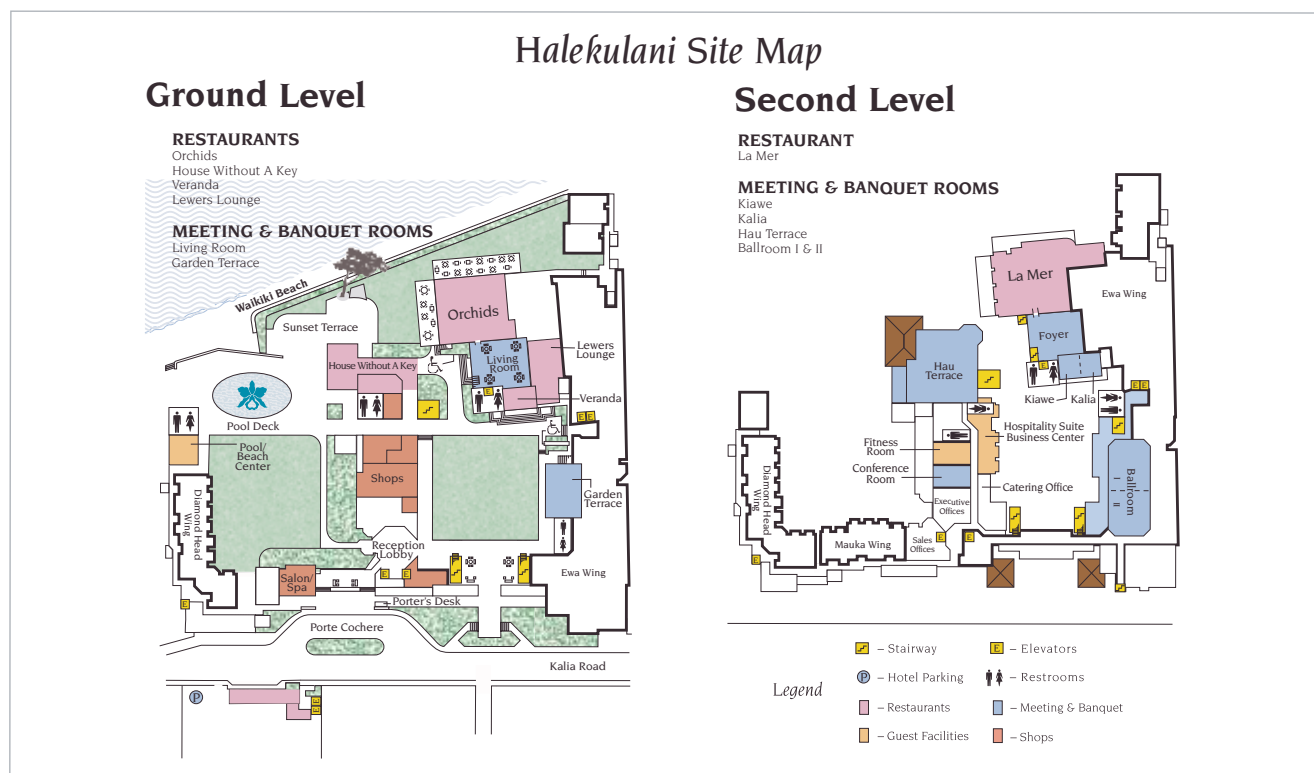 Halekulani Site Map
Ground Level
RESTAURANTS
Orchids
House Without A Key
Veranda
Lewers Lounge
MEETING & BANQUET ROOMS
Living Room
Garden Terrace
Waikiki Beach
Sunset Terrace
Orchids
Lewers
Lounge
Living
Room
House Without A Key
E
Veranda
E E
Pool Deck
Pool/
Beach
Center
Shops
Garden
Terrace
Diamond Head
Wing
Reception
Lobby
E E
Ewa Wing
Salon/
Spa
Porter's Desk
E
Porte Cochere
Kalia Road
P
E
E
Second Level
RESTAURANT
La Mer
MEETING & BANQUET ROOMS
Kiawe
Kalia
Hau Terrace
Ballroom I & II
La Mer
Ewa Wing
Foyer
Hau
Terrace
E
Kiawe
Kalia
E E
Hospitality Suite
Business Center
Fitness
Room
Conference
Room
Ballroom
I
II
Catering Office
Executive
Offices
Diamond Head
Wing
Mauka Wing
Sales
Offices
E
E
E
Legend
– Stairway
E – Elevators
P – Hotel Parking
– Restrooms
– Restaurants
– Meeting & Banquet
– Guest Facilities
– Shops